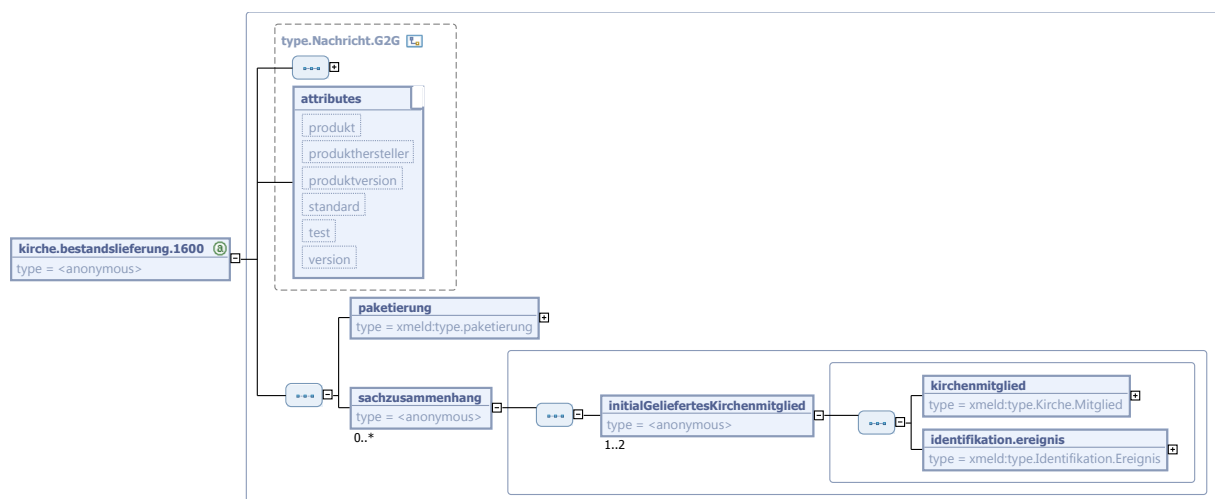 type.Nachricht.G2G
attributes
produkt
produkthersteller
produktversion
standard
test
version
kirche.bestandslieferung.1600 a
type = <anonymous>
paketierung
type = xmeld:type.paketierung
sachzusammenhang
type = <anonymous>
0..*
initialGeliefertesKirchenmitglied
type = <anonymous>
1..2
kirchenmitglied
type = xmeld:type.Kirche.Mitglied
identifikation.ereignis
type = xmeld:type.Identifikation.Ereignis